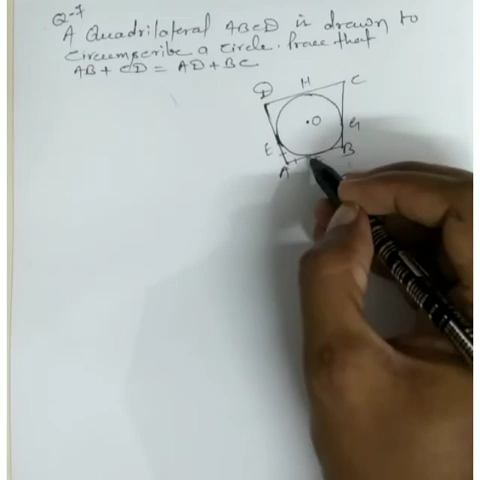 Q-7
A Quadrilateral ABCD is drawn to
circumscribe a circle. Prove that
AB + CD = AD + BC
D H C
O
G
E B
A